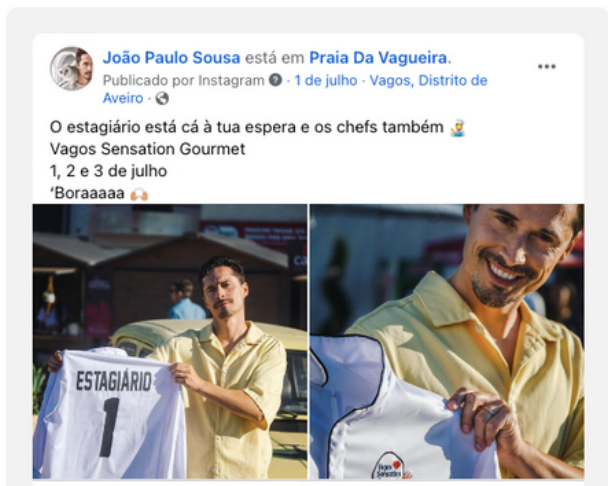 João Paulo Sousa está em Praia Da Vagueira.
Publicado por Instagram · 1 de julho · Vagos, Distrito de
Aveiro ·
O estagiário está cá à tua espera e os chefs também 🧑‍🍳
Vagos Sensation Gourmet
1, 2 e 3 de julho
‘Boraaaaa 🙌🏻
ESTAGIÁRIO
1
Vagos
Sensation